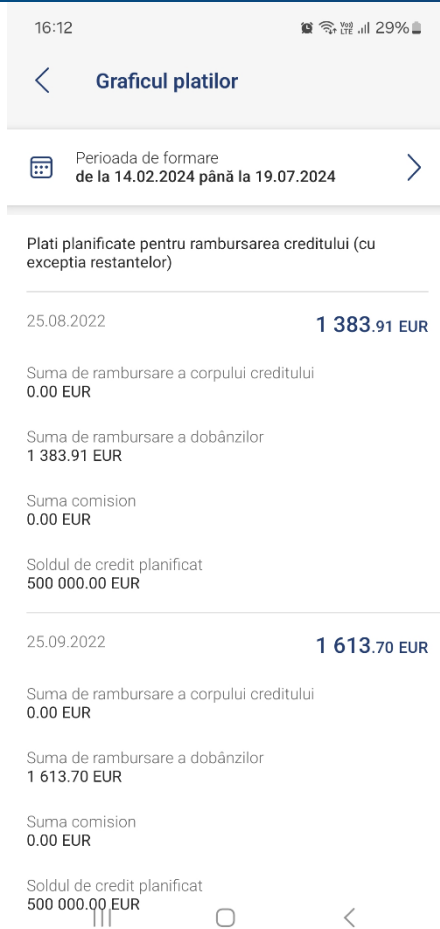 16:12
Vo) LTE 29%
Graficul platilor
Perioada de formare
de la 14.02.2024 până la 19.07.2024
Plati planificate pentru rambursarea creditului (cu
exceptia restantelor)
25.08.2022 1 383.91 EUR
Suma de rambursare a corpului creditului
0.00 EUR
Suma de rambursare a dobânzilor
1 383.91 EUR
Suma comision
0.00 EUR
Soldul de credit planificat
500 000.00 EUR
25.09.2022 1 613.70 EUR
Suma de rambursare a corpului creditului
0.00 EUR
Suma de rambursare a dobânzilor
1 613.70 EUR
Suma comision
0.00 EUR
Soldul de credit planificat
500 000.00 EUR